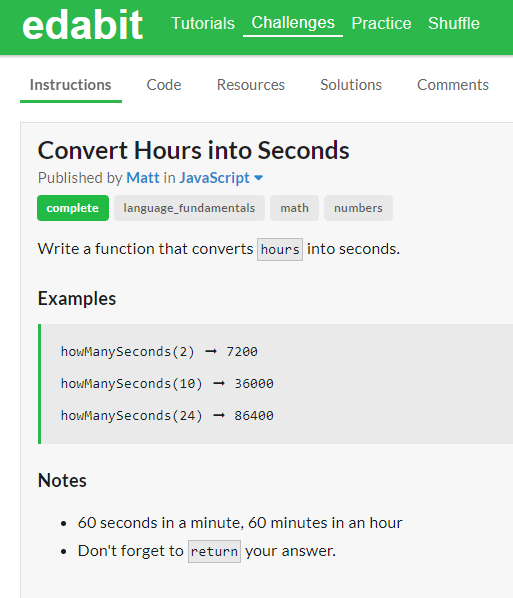 edabit Tutorials Challenges Practice Shuffle
Instructions Code Resources Solutions Comments
Convert Hours into Seconds
Published by Matt in JavaScript
complete language_fundamentals math numbers
Write a function that converts hours into seconds.
Examples
howManySeconds(2) ➞ 7200
howManySeconds(10) ➞ 36000
howManySeconds(24) ➞ 86400
Notes
• 60 seconds in a minute, 60 minutes in an hour
• Don't forget to return your answer.